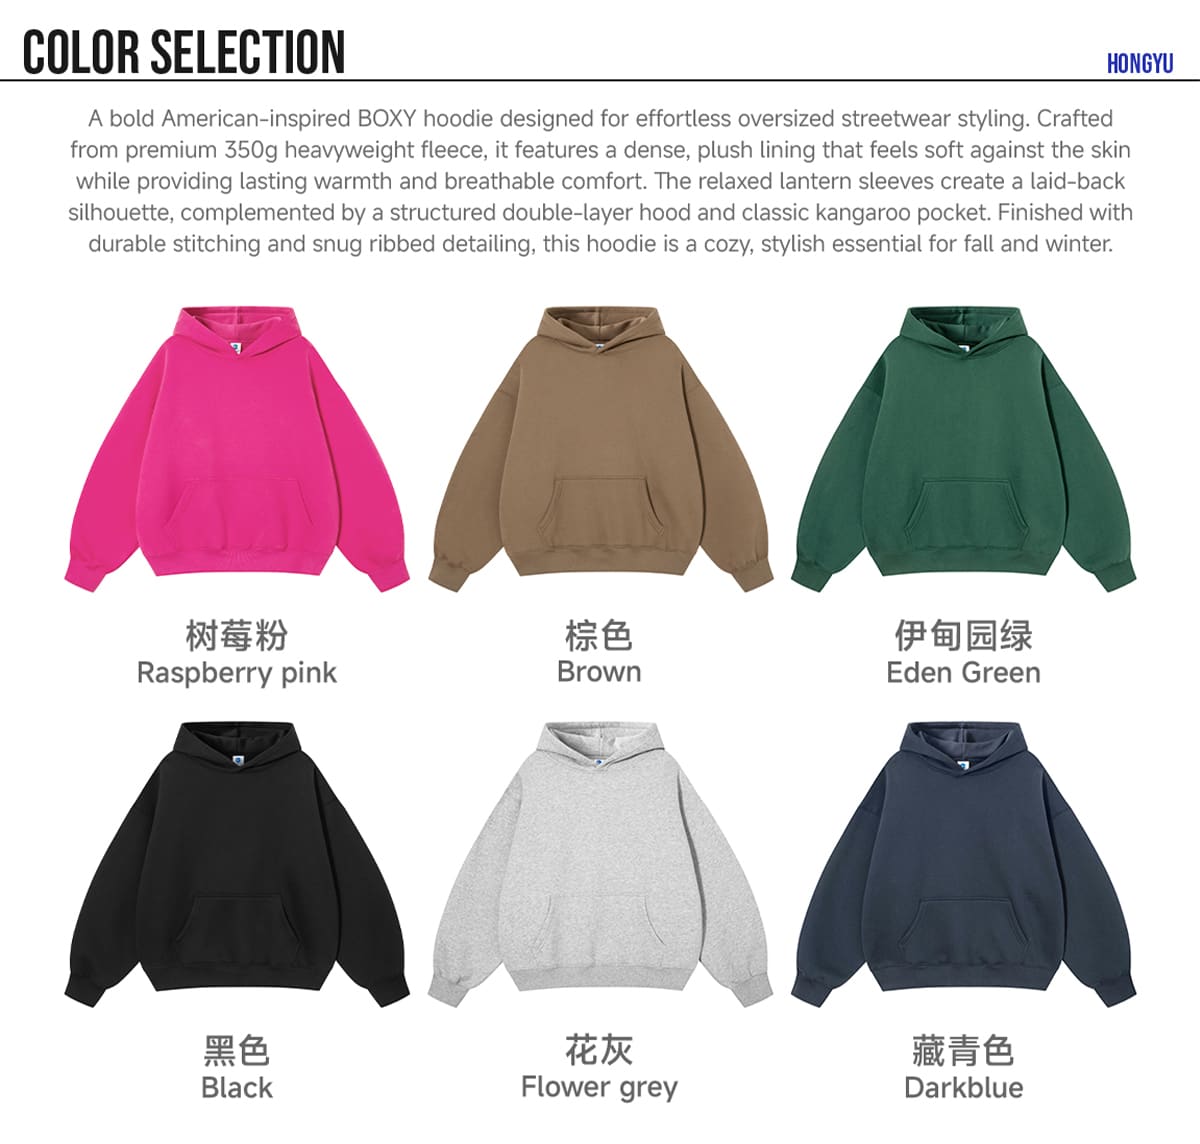 COLOR SELECTION
HONGYU
A bold American-inspired BOXY hoodie designed for effortless oversized streetwear styling. Crafted
from premium 350g heavyweight fleece, it features a dense, plush lining that feels soft against the skin
while providing lasting warmth and breathable comfort. The relaxed lantern sleeves create a laid-back
silhouette, complemented by a structured double-layer hood and classic kangaroo pocket. Finished with
durable stitching and snug ribbed detailing, this hoodie is a cozy, stylish essential for fall and winter.
树莓粉
Raspberry pink
棕色
Brown
伊甸园绿
Eden Green
黑色
Black
花灰
Flower grey
藏青色
Darkblue